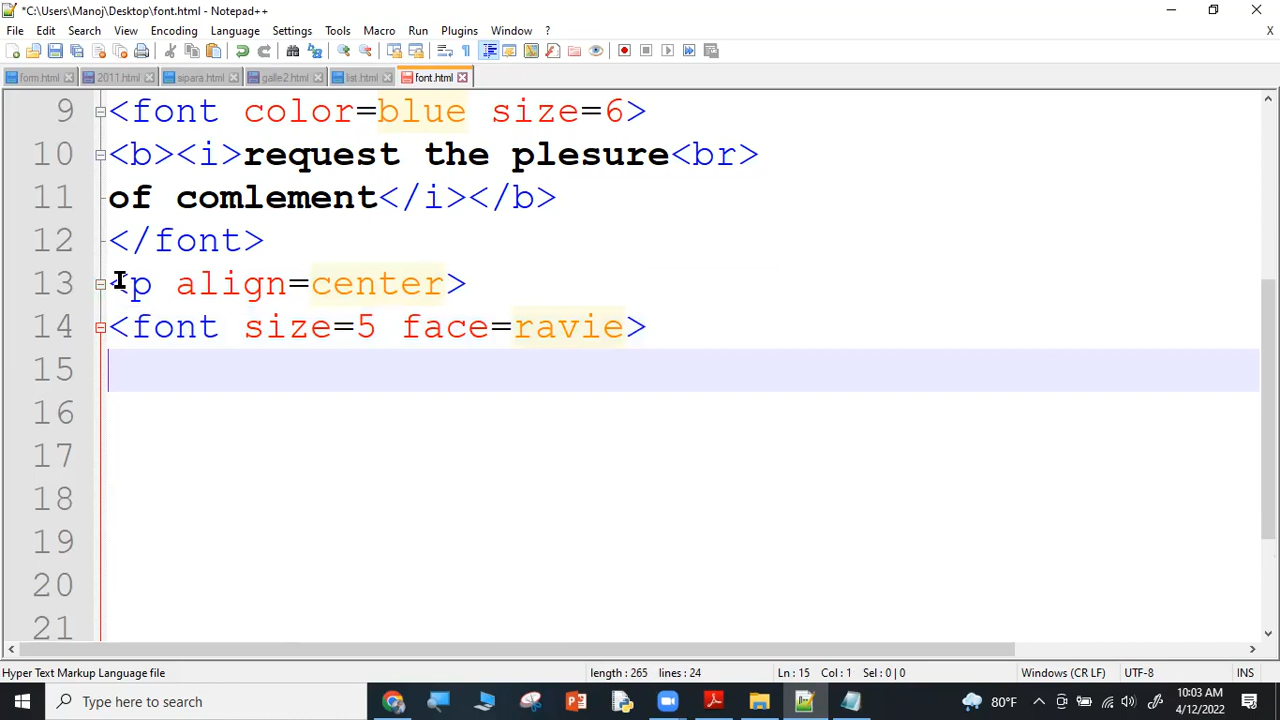 *C:\Users\Manoj\Desktop\font.html - Notepad++
File Edit Search View Encoding Language Settings Tools Macro Run Plugins Window ? X
form.html 2011.html sipara.html galle2.html list.html font.html
9 <font color=blue size=6>
10 <b><i>request the plesure<br>
11 of comlement</i></b>
12 </font>
13 <p align=center>
14 <font size=5 face=ravie>
15
16
17
18
19
20
21
Hyper Text Markup Language file length : 265 lines : 24 Ln : 15 Col : 1 Sel : 0 | 0 Windows (CR LF) UTF-8 INS
Type here to search 80°F 10:03 AM
4/12/2022